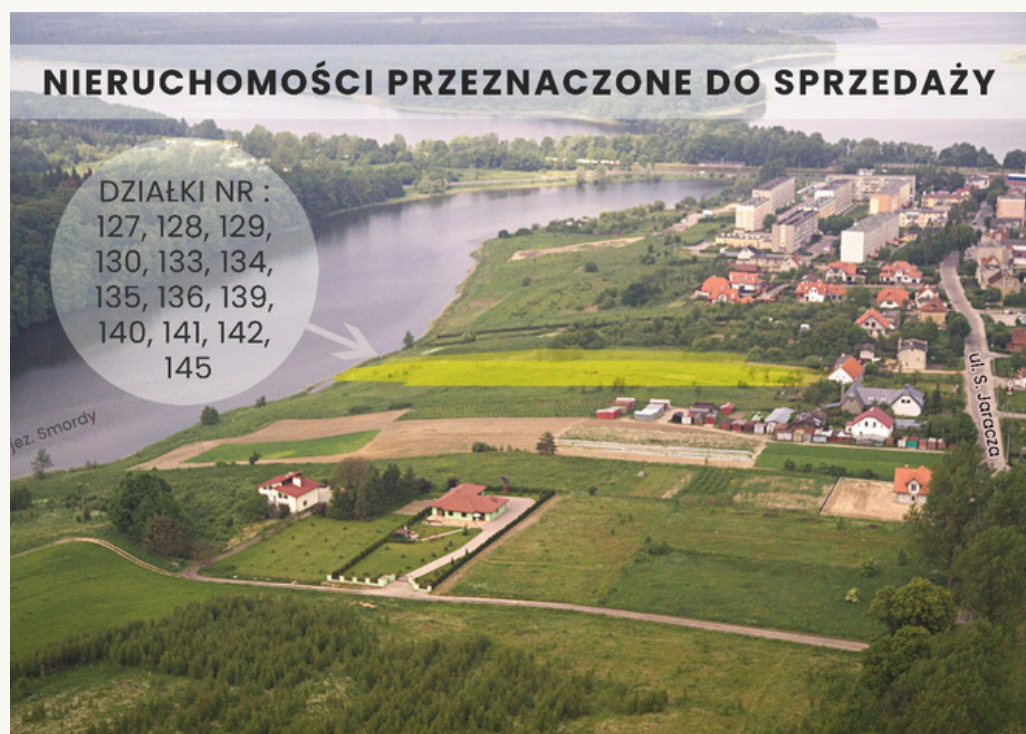 NIERUCHOMOŚCI PRZEZNACZONE DO SPRZEDAŻY
DZIAŁKI NR :
127, 128, 129,
130, 133, 134,
135, 136, 139,
140, 141, 142,
145
jez. Smordy
ul. S. Jaracza